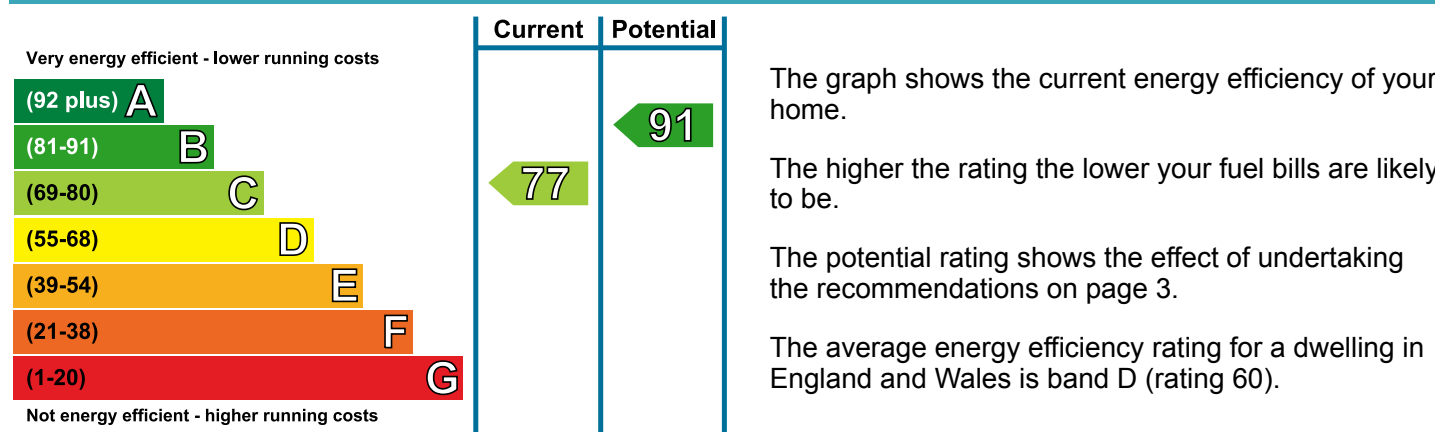 Current Potential
Very energy efficient - lower running costs
(92 plus) A
(81-91) B
(69-80) C
(55-68) D
(39-54) E
(21-38) F
(1-20) G
Not energy efficient - higher running costs
77
91
The graph shows the current energy efficiency of your
home.
The higher the rating the lower your fuel bills are likely
to be.
The potential rating shows the effect of undertaking
the recommendations on page 3.
The average energy efficiency rating for a dwelling in
England and Wales is band D (rating 60).